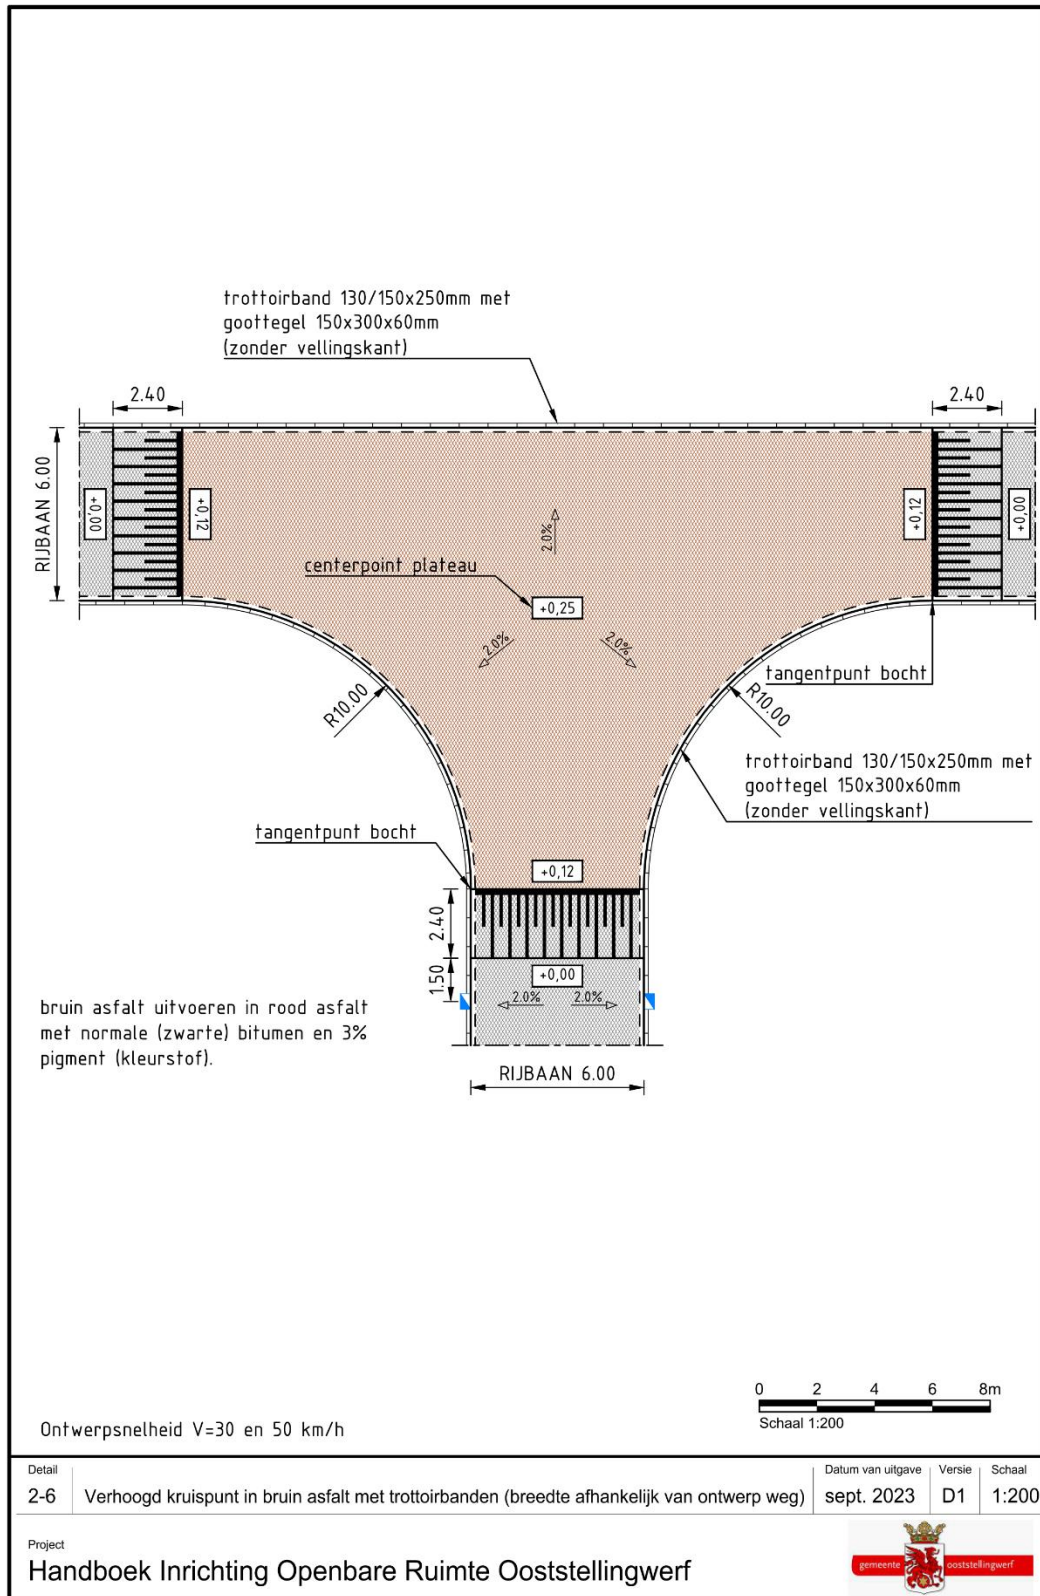 trottoirband 130/150x250mm met
goottegel 150x300x60mm
(zonder vellingskant)
2.40
2.40
RIJBAAN 6.00
+0,00
+0,12
2.0%
+0,12
+0,00
centerpoint plateau
+0,25
2.0%
2.0%
tangentpunt bocht
R10.00
R10.00
trottoirband 130/150x250mm met
goottegel 150x300x60mm
(zonder vellingskant)
tangentpunt bocht
+0,12
2.40
+0,00
1.50
2.0%
2.0%
bruin asfalt uitvoeren in rood asfalt
met normale (zwarte) bitumen en 3%
pigment (kleurstof).
RIJBAAN 6.00
0 2 4 6 8m
Schaal 1:200
Ontwerpsnelheid V=30 en 50 km/h
Detail
2-6
Verhoogd kruispunt in bruin asfalt met trottoirbanden (breedte afhankelijk van ontwerp weg)
Datum van uitgave
sept. 2023
Versie
D1
Schaal
1:200
Project
Handboek Inrichting Openbare Ruimte Ooststellingwerf
gemeente ooststellingwerf